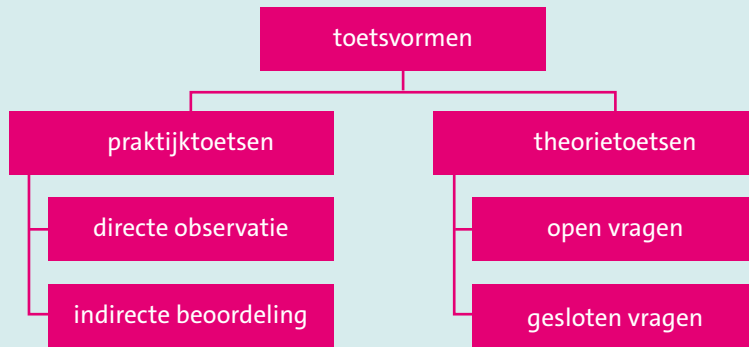 toetsvormen
praktijktoetsen
directe observatie
indirecte beoordeling
theorietoetsen
open vragen
gesloten vragen